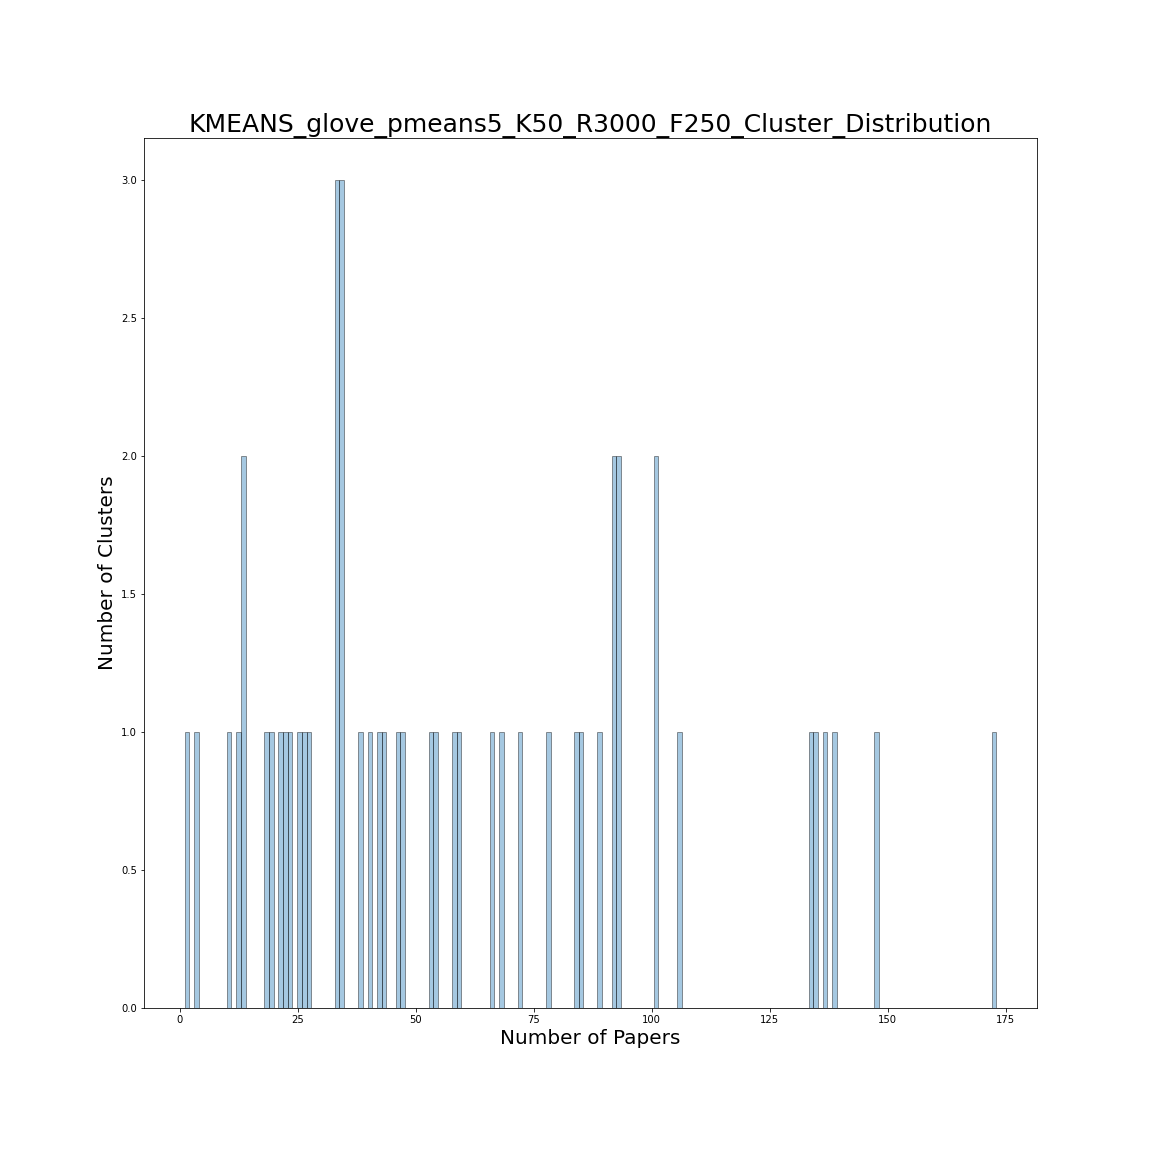 KMEANS_glove_pmeans5_K50_R3000_F250_Cluster_Distribution
3.0
2.5
2.0
1.5
1.0
0.5
0.0
Number of Clusters
0 25 50 75 100 125 150 175
Number of Papers